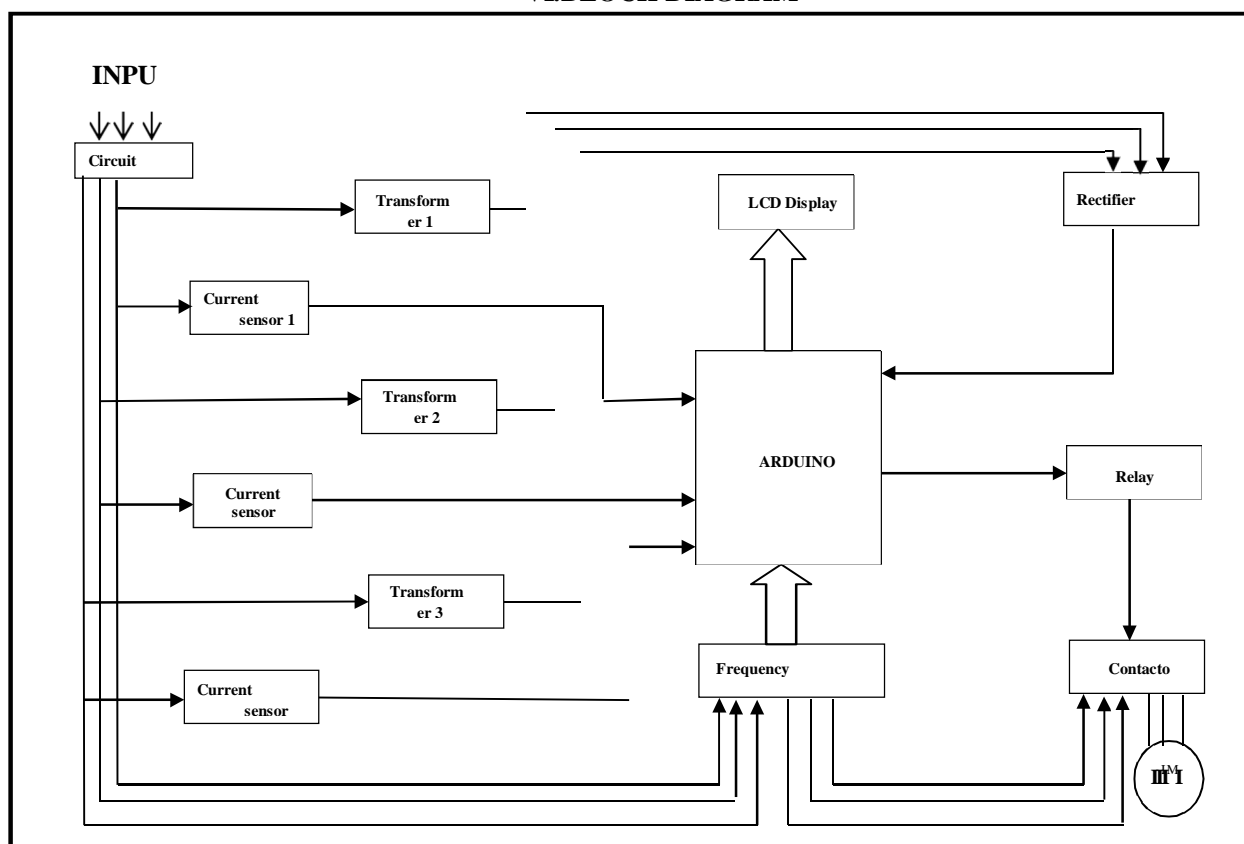 INPU
Circuit
Transform
er 1
LCD Display
Rectifier
Current
sensor 1
Transform
er 2
ARDUINO
Current
sensor
Relay
Transform
er 3
Frequency
Contacto
Current
sensor